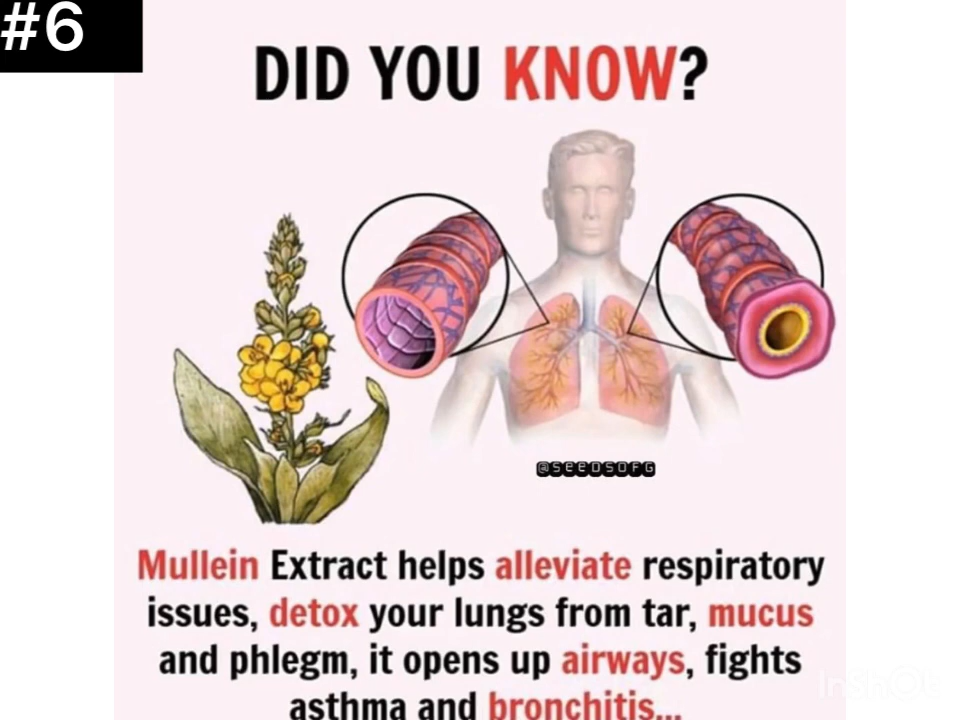 #6
DID YOU KNOW?
@SEEDSOFG
Mullein Extract helps alleviate respiratory
issues, detox your lungs from tar, mucus
and phlegm, it opens up airways, fights
asthma and bronchitis...
InShOt